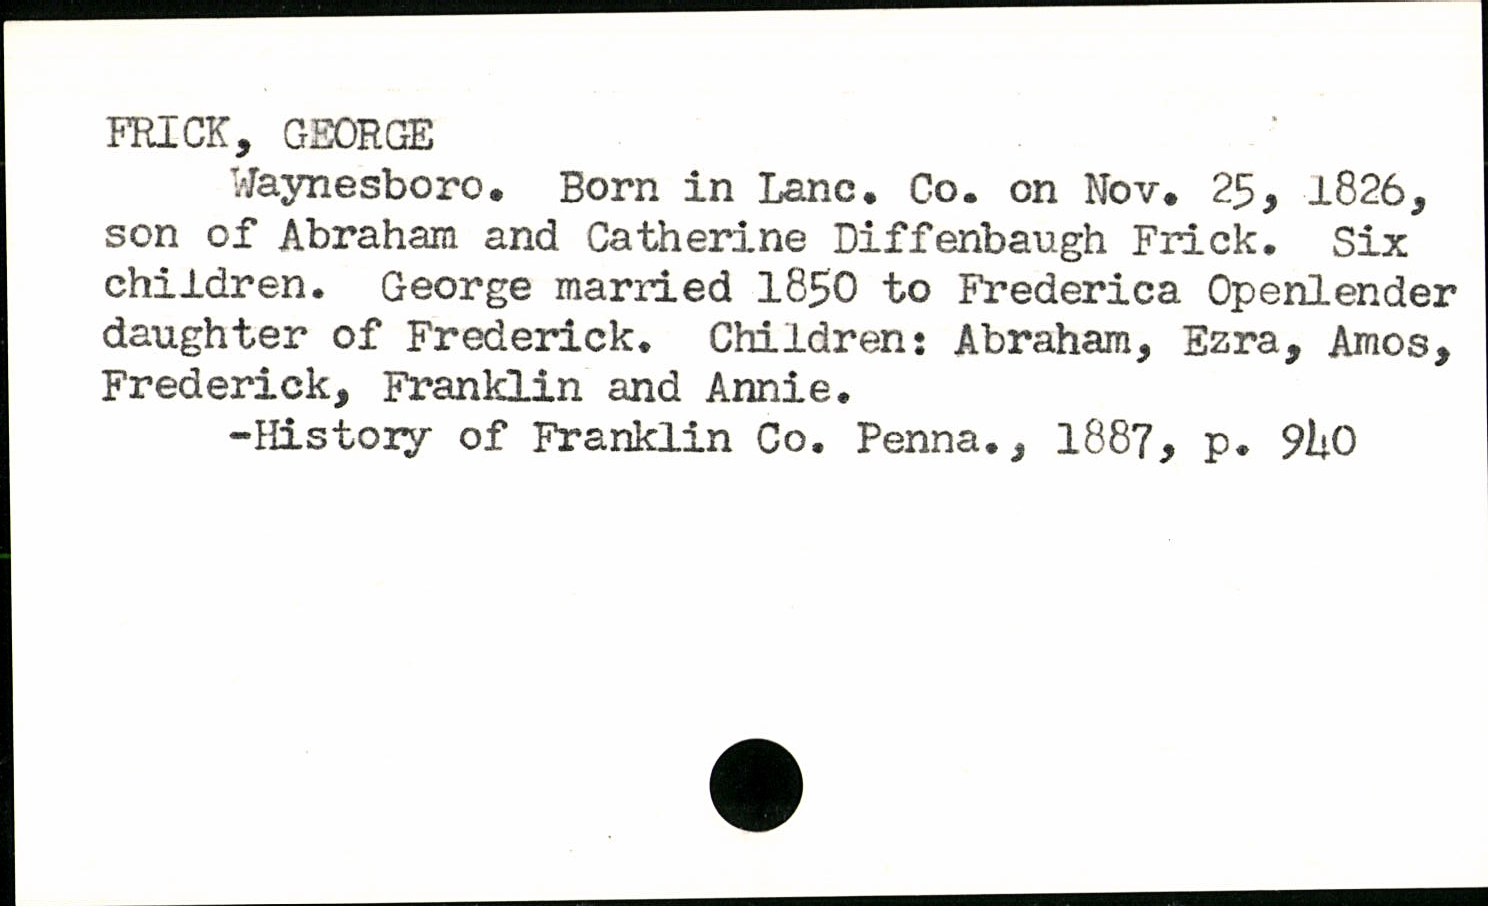 FRICK, GEORGE
Waynesboro. Born in Lanc. Co. on Nov. 25, 1826,
son of Abraham and Catherine Diffenbaugh Frick. Six
children. George married 1850 to Frederica Openlender
daughter of Frederick. Children: Abraham, Ezra, Amos,
Frederick, Franklin and Annie.
-History of Franklin Co. Penna., 1887, p. 940